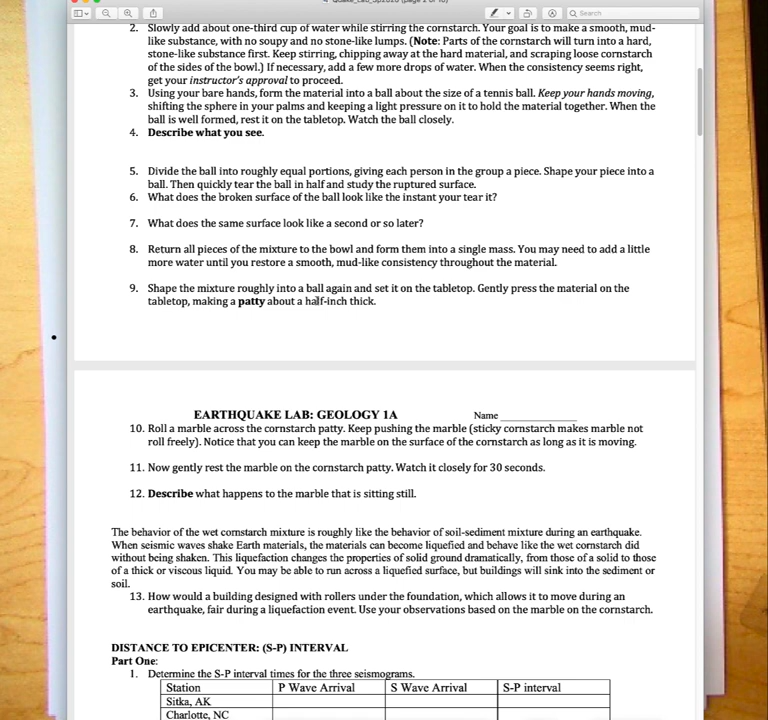 2. Slowly add about one-third cup of water while stirring the cornstarch. Your goal is to make a smooth, mud-
like substance, with no soupy and no stone-like lumps. (Note: Parts of the cornstarch will turn into a hard,
stone-like substance first. Keep stirring, chipping away at the hard material, and scraping loose cornstarch
of the sides of the bowl.) If necessary, add a few more drops of water. When the consistency seems right,
get your instructor's approval to proceed.
3. Using your bare hands, form the material into a ball about the size of a tennis ball. Keep your hands moving,
shifting the sphere in your palms and keeping a light pressure on it to hold the material together. When the
ball is well formed, rest it on the tabletop. Watch the ball closely.
4. Describe what you see.
5. Divide the ball into roughly equal portions, giving each person in the group a piece. Shape your piece into a
ball. Then quickly tear the ball in half and study the ruptured surface.
6. What does the broken surface of the ball look like the instant your tear it?
7. What does the same surface look like a second or so later?
8. Return all pieces of the mixture to the bowl and form them into a single mass. You may need to add a little
more water until you restore a smooth, mud-like consistency throughout the material.
9. Shape the mixture roughly into a ball again and set it on the tabletop. Gently press the material on the
tabletop, making a patty about a half-inch thick.
EARTHQUAKE LAB: GEOLOGY 1A Name ____________
10. Roll a marble across the cornstarch patty. Keep pushing the marble (sticky cornstarch makes marble not
roll freely). Notice that you can keep the marble on the surface of the cornstarch as long as it is moving.
11. Now gently rest the marble on the cornstarch patty. Watch it closely for 30 seconds.
12. Describe what happens to the marble that is sitting still.
The behavior of the wet cornstarch mixture is roughly like the behavior of soil-sediment mixture during an earthquake.
When seismic waves shake Earth materials, the materials can become liquefied and behave like the wet cornstarch did
without being shaken. This liquefaction changes the properties of solid ground dramatically, from those of a solid to those
of a thick or viscous liquid. You may be able to run across a liquefied surface, but buildings will sink into the sediment or
soil.
13. How would a building designed with rollers under the foundation, which allows it to move during an
earthquake, fair during a liquefaction event. Use your observations based on the marble on the cornstarch.
DISTANCE TO EPICENTER: (S-P) INTERVAL
Part One:
1. Determine the S-P interval times for the three seismograms.
Station P Wave Arrival S Wave Arrival S-P interval
Sitka, AK
Charlotte, NC
Search